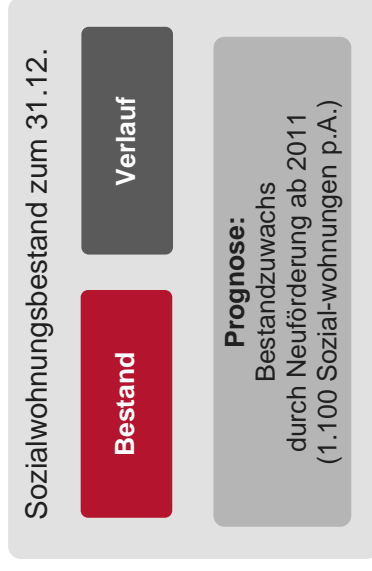 Sozialwohnungsbestand zum 31.12.
Bestand
Verlauf
Prognose:
Bestandzuwachs
durch Neuförderung ab 2011
(1.100 Sozial-wohnungen p.A.)